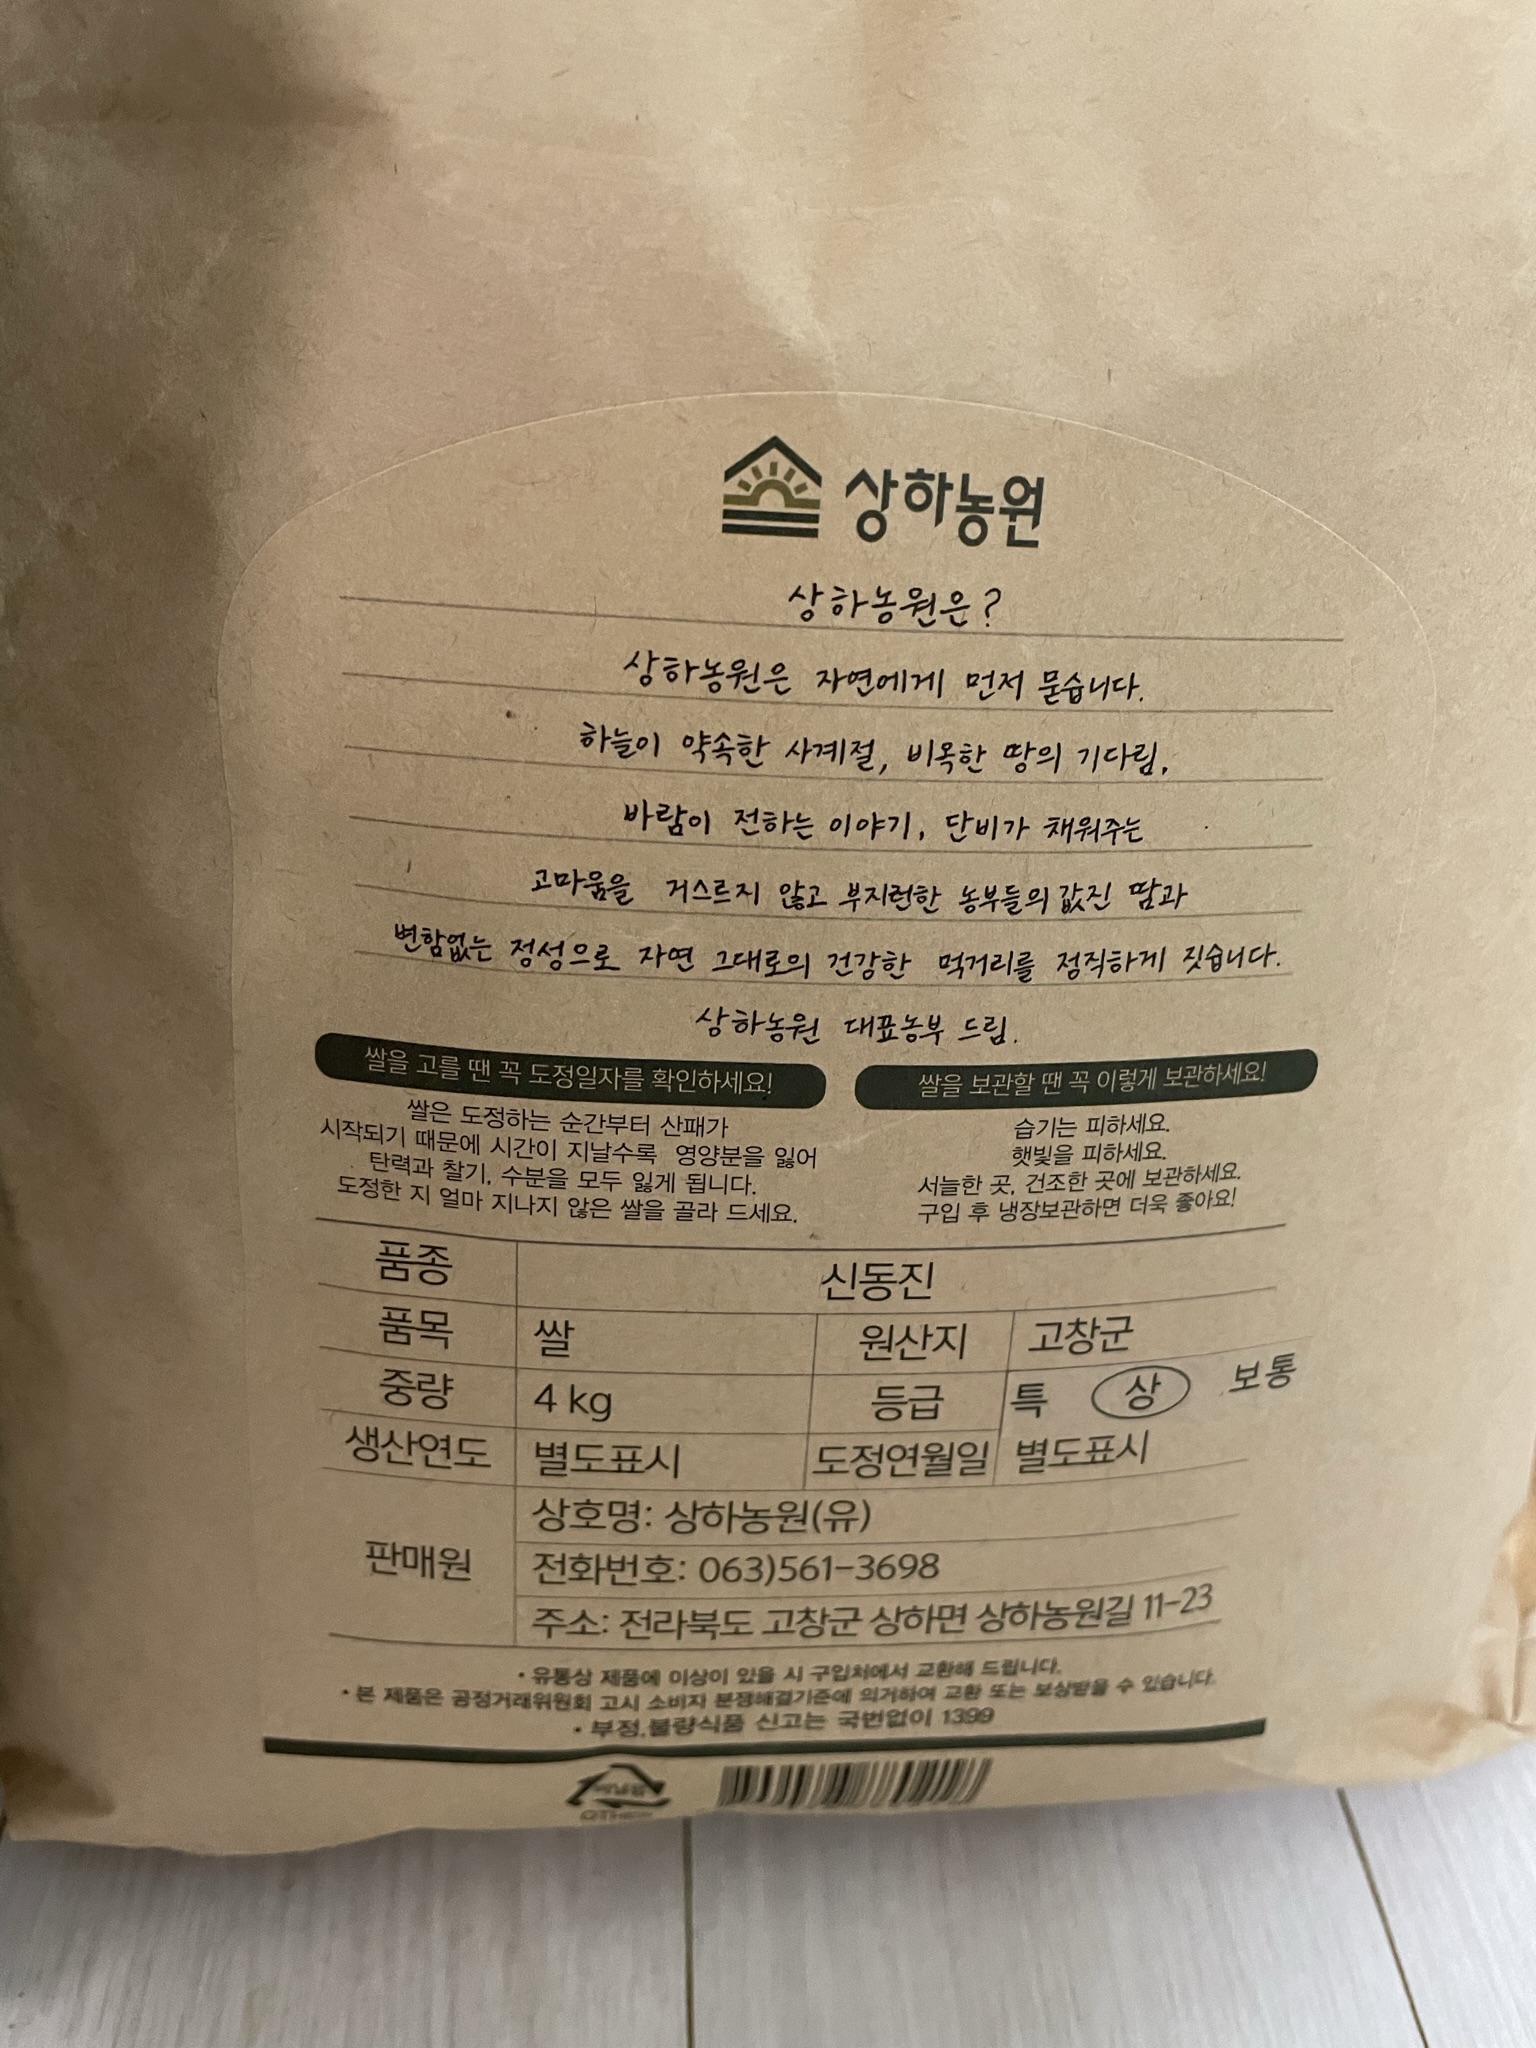 상하농원
상하농원은?
상하농원은 자연에게 먼저 묻습니다.
하늘이 약속한 사계절, 비옥한 땅의 기다림,
바람이 전하는 이야기, 단비가 채워주는
고마움을 거스르지 않고 부지런한 농부들의 값진 땀과
변함없는 정성으로 자연 그대로의 건강한 먹거리를 정직하게 짓습니다.
상하농원 대표농부 드림.
쌀을 고를 땐 꼭 도정일자를 확인하세요!
쌀은 도정하는 순간부터 산패가
시작되기 때문에 시간이 지날수록 영양분을 잃어
탄력과 찰기, 수분을 모두 잃게 됩니다.
도정한 지 얼마 지나지 않은 쌀을 골라 드세요.
쌀을 보관할 땐 꼭 이렇게 보관하세요!
습기는 피하세요.
햇빛을 피하세요.
서늘한 곳, 건조한 곳에 보관하세요.
구입 후 냉장보관하면 더욱 좋아요!
품종 신동진
품목 쌀 원산지 고창군
중량 4 kg 등급 특 상 보통
생산연도 별도표시 도정연월일 별도표시
판매원
상호명: 상하농원(유)
전화번호: 063)561-3698
주소: 전라북도 고창군 상하면 상하농원길 11-23
• 유통상 제품에 이상이 있을 시 구입처에서 교환해 드립니다.
• 본 제품은 공정거래위원회 고시 소비자 분쟁해결기준에 의거하여 교환 또는 보상받을 수 있습니다.
• 부정,불량식품 신고는 국번없이 1399
OTHER